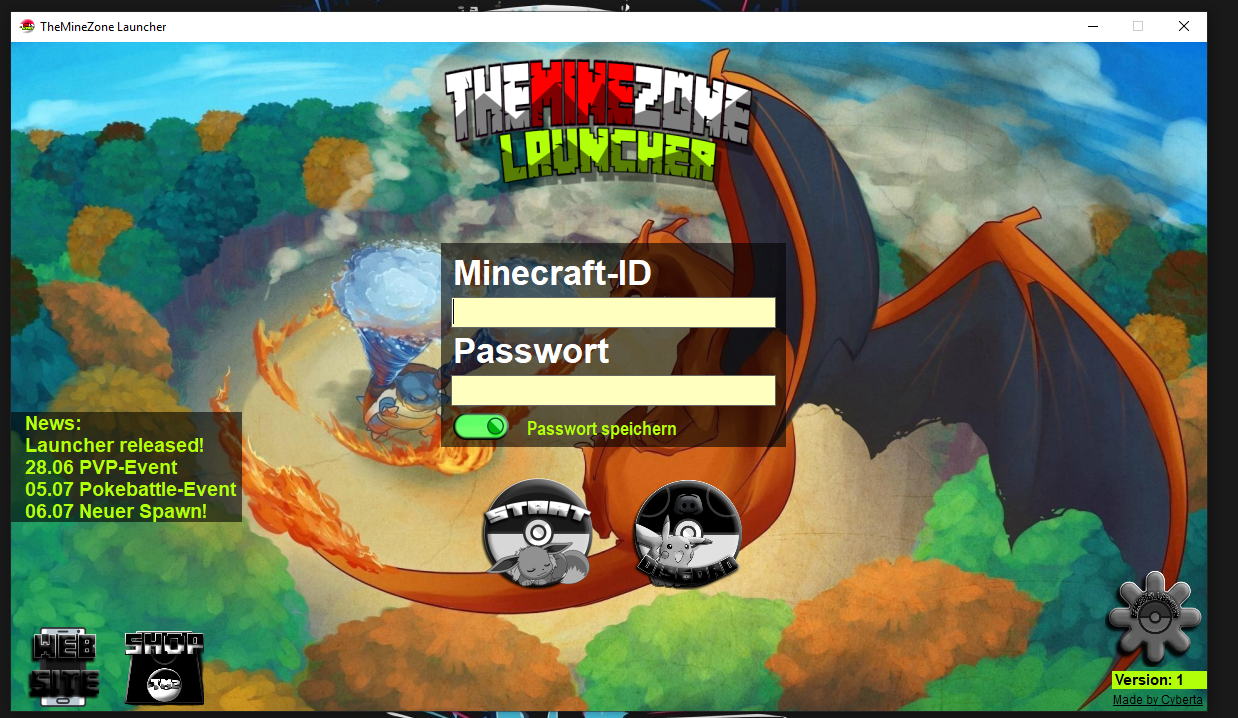 TheMineZone Launcher
THEMINEZONE
LAUNCHER
Minecraft-ID
Passwort
Passwort speichern
News:
Launcher released!
28.06 PVP-Event
05.07 Pokebattle-Event
06.07 Neuer Spawn!
START
WEB
SITE
SHOP
TMZ
Version: 1
Made by Cyberta